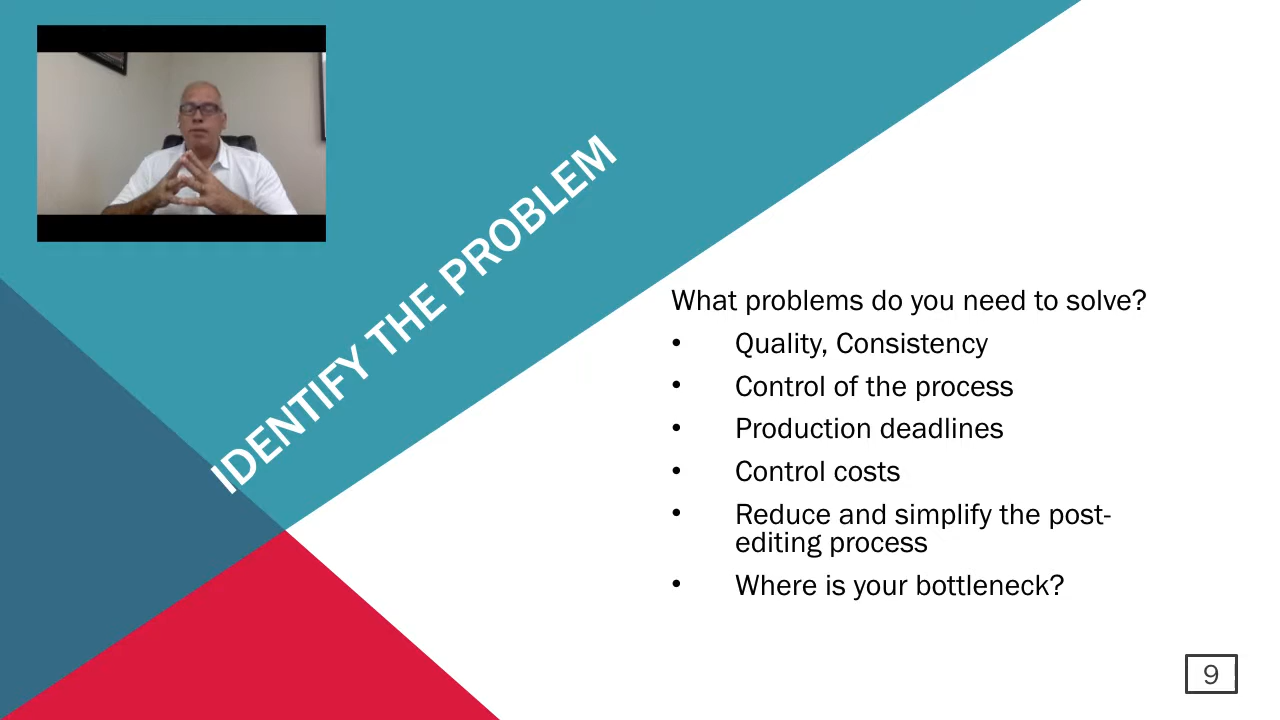 IDENTIFY THE PROBLEM
What problems do you need to solve?
• Quality, Consistency
• Control of the process
• Production deadlines
• Control costs
• Reduce and simplify the post-
editing process
• Where is your bottleneck?
9